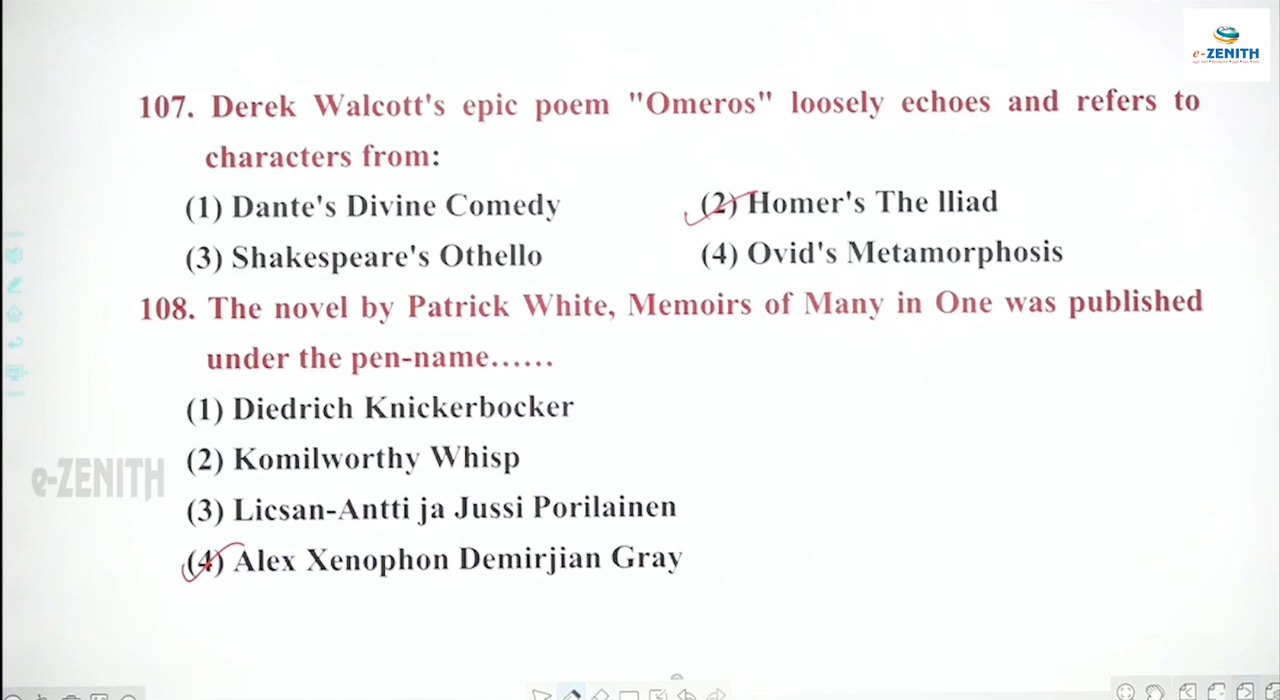 e-ZENITH
107. Derek Walcott's epic poem "Omeros" loosely echoes and refers to
characters from:
(1) Dante's Divine Comedy (2) Homer's The lliad
(3) Shakespeare's Othello (4) Ovid's Metamorphosis
108. The novel by Patrick White, Memoirs of Many in One was published
under the pen-name......
(1) Diedrich Knickerbocker
(2) Komilworthy Whisp
e-ZENITH
(3) Licsan-Antti ja Jussi Porilainen
(4) Alex Xenophon Demirjian Gray